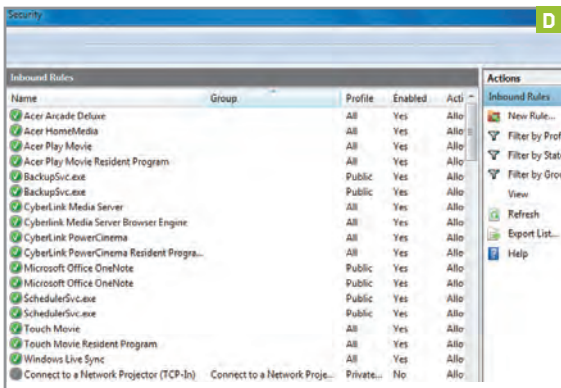 Security
D
Inbound Rules
Name Group Profile Enabled Acti
Acer Arcade Deluxe All Yes Allo
Acer HomeMedia All Yes Allo
Acer Play Movie All Yes Allo
Acer Play Movie Resident Program All Yes Allo
BackupSvc.exe Public Yes Allo
BackupSvc.exe Public Yes Allo
CyberLink Media Server All Yes Allo
Cyberlink Media Server Browser Engine All Yes Allo
CyberLink PowerCinema All Yes Allo
CyberLink PowerCinema Resident Progra... All Yes Allo
Microsoft Office OneNote Public Yes Allo
Microsoft Office OneNote Public Yes Allo
SchedulerSvc.exe Public Yes Allo
SchedulerSvc.exe Public Yes Allo
Touch Movie All Yes Allo
Touch Movie Resident Program All Yes Allo
Windows Live Sync All Yes Allo
Connect to a Network Projector (TCP-In) Connect to a Network Proje... Private... No Allo
Actions
Inbound Rules
New Rule...
Filter by Prof
Filter by State
Filter by Grou
View
Refresh
Export List...
Help